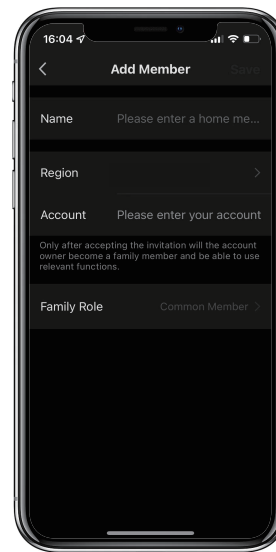 16:04
Add Member
Save
Name Please enter a home me...
Region
Account Please enter your account
Only after accepting the invitation will the account
owner become a family member and be able to use
relevant functions.
Family Role Common Member